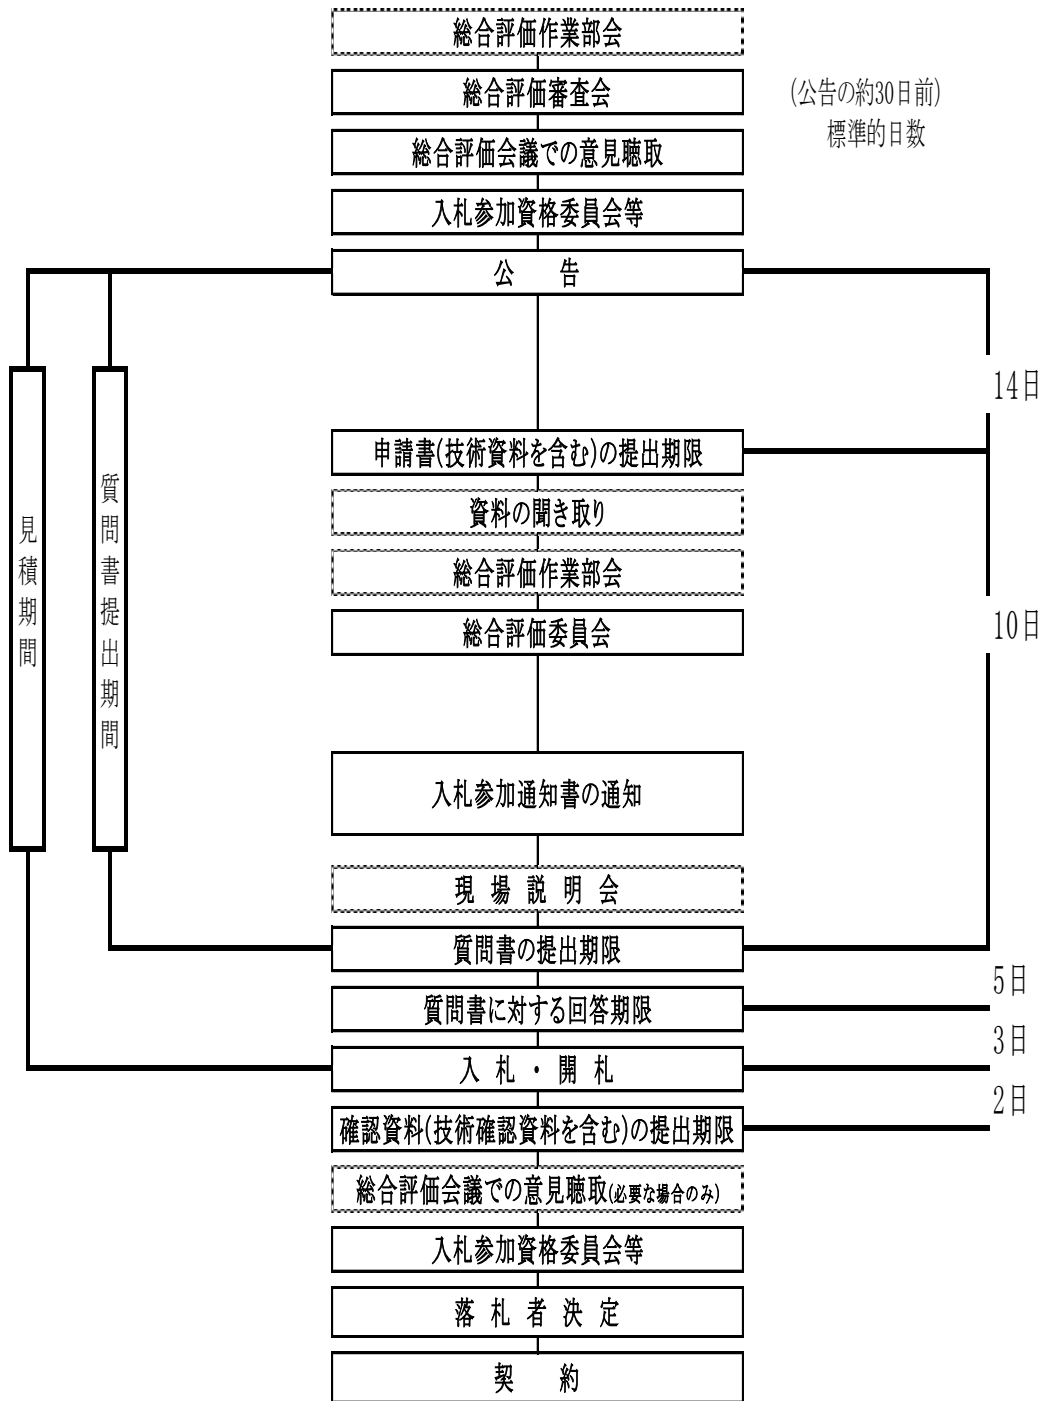 総合評価作業部会
総合評価審査会
(公告の約30日前)
標準的日数
総合評価会議での意見聴取
入札参加資格委員会等
公　告
14日
申請書(技術資料を含む)の提出期限
資料の聞き取り
総合評価作業部会
総合評価委員会
10日
見積期間
質問書提出期間
入札参加通知書の通知
現場説明会
質問書の提出期限
5日
質問書に対する回答期限
3日
入札・開札
2日
確認資料(技術確認資料を含む)の提出期限
総合評価会議での意見聴取(必要な場合のみ)
入札参加資格委員会等
落札者決定
契　約